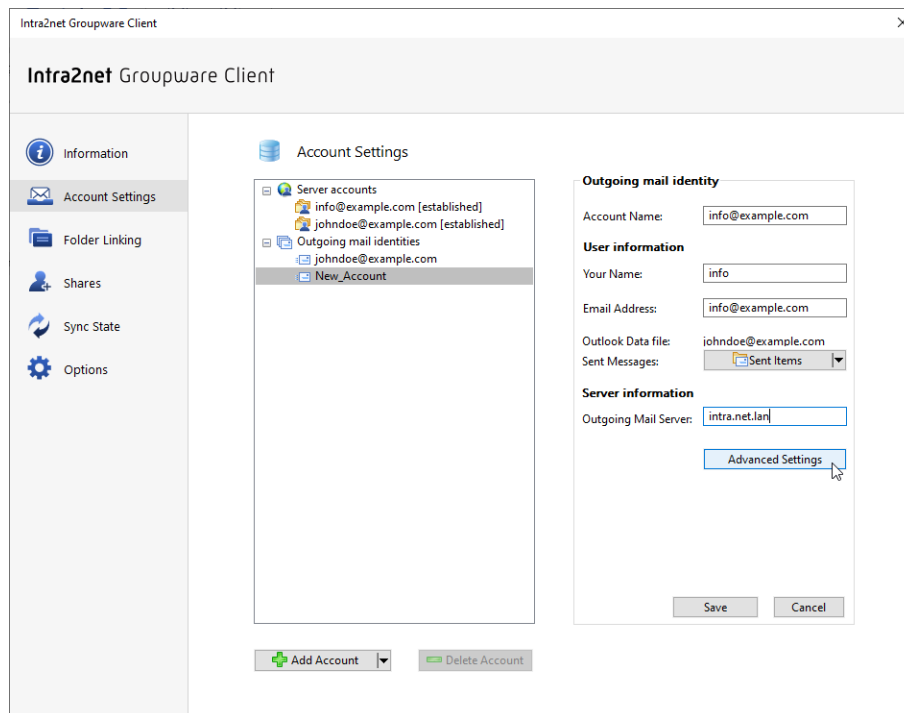 Intra2net Groupware Client
Intra2net Groupware Client
Information
Account Settings
Folder Linking
Shares
Sync State
Options
Account Settings
Server accounts
info@example.com [established]
johndoe@example.com [established]
Outgoing mail identities
johndoe@example.com
New_Account
Add Account
Delete Account
Outgoing mail identity
Account Name: info@example.com
User information
Your Name: info
Email Address: info@example.com
Outlook Data file: johndoe@example.com
Sent Messages: Sent Items
Server information
Outgoing Mail Server: intra.net.lan
Advanced Settings
Save Cancel